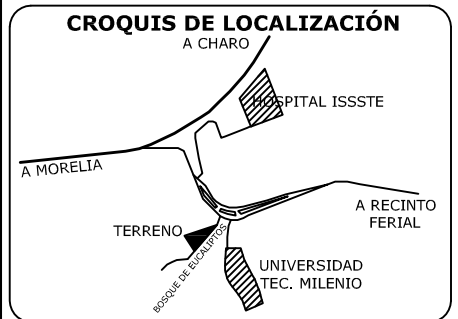 CROQUIS DE LOCALIZACIÓN
A CHARO
HOSPITAL ISSSTE
A MORELIA
A RECINTO
FERIAL
TERRENO
BOSQUE DE EUCALIPTOS
UNIVERSIDAD
TEC. MILENIO